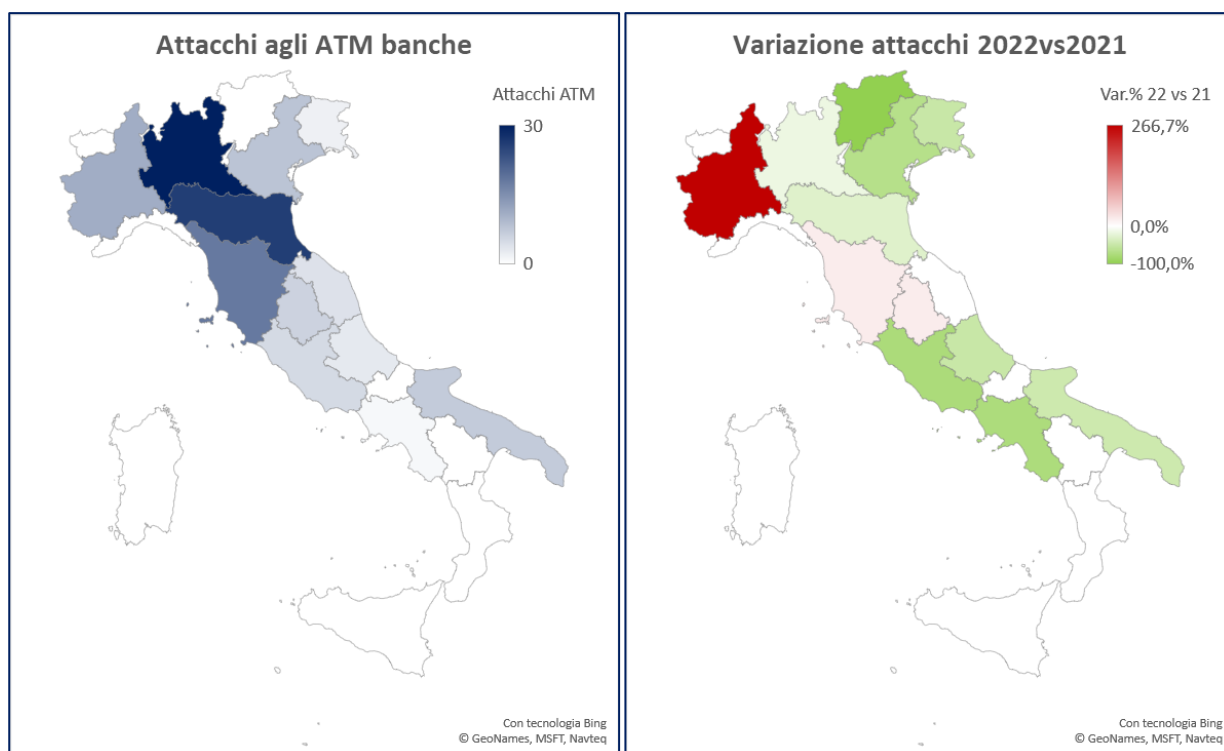 Attacchi agli ATM banche
Attacchi ATM
30
0
Con tecnologia Bing
© GeoNames, MSFT, Navteq
Variazione attacchi 2022vs2021
Var.% 22 vs 21
266,7%
0,0%
-100,0%
Con tecnologia Bing
© GeoNames, MSFT, Navteq